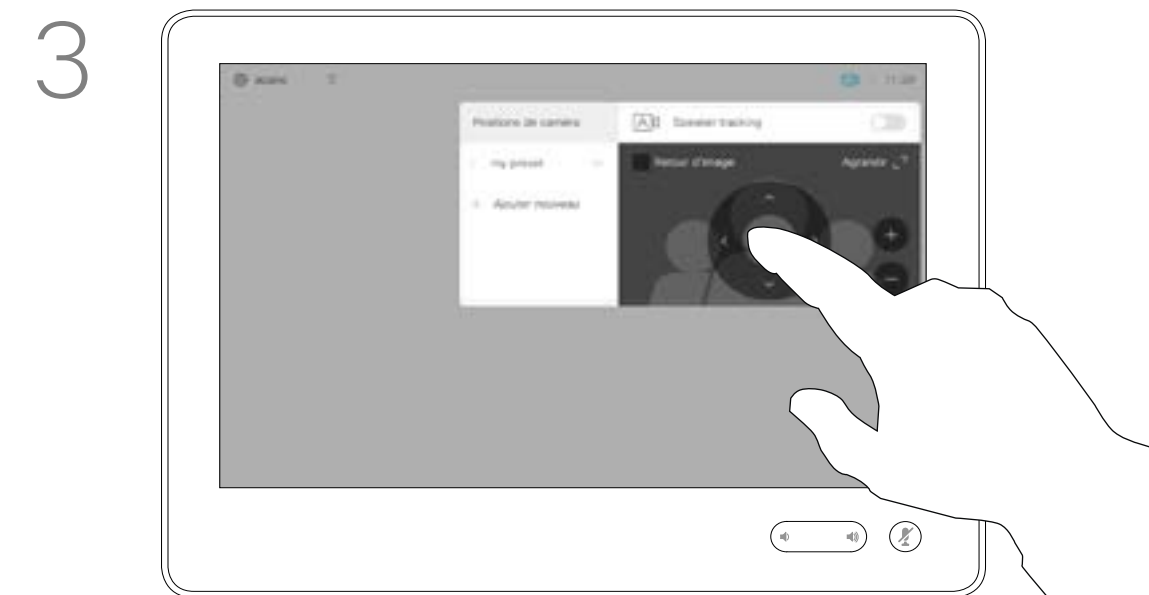 3
Positions de caméra
Speaker tracking
my preset
Retour d'image
Agrandir
Ajouter nouveau